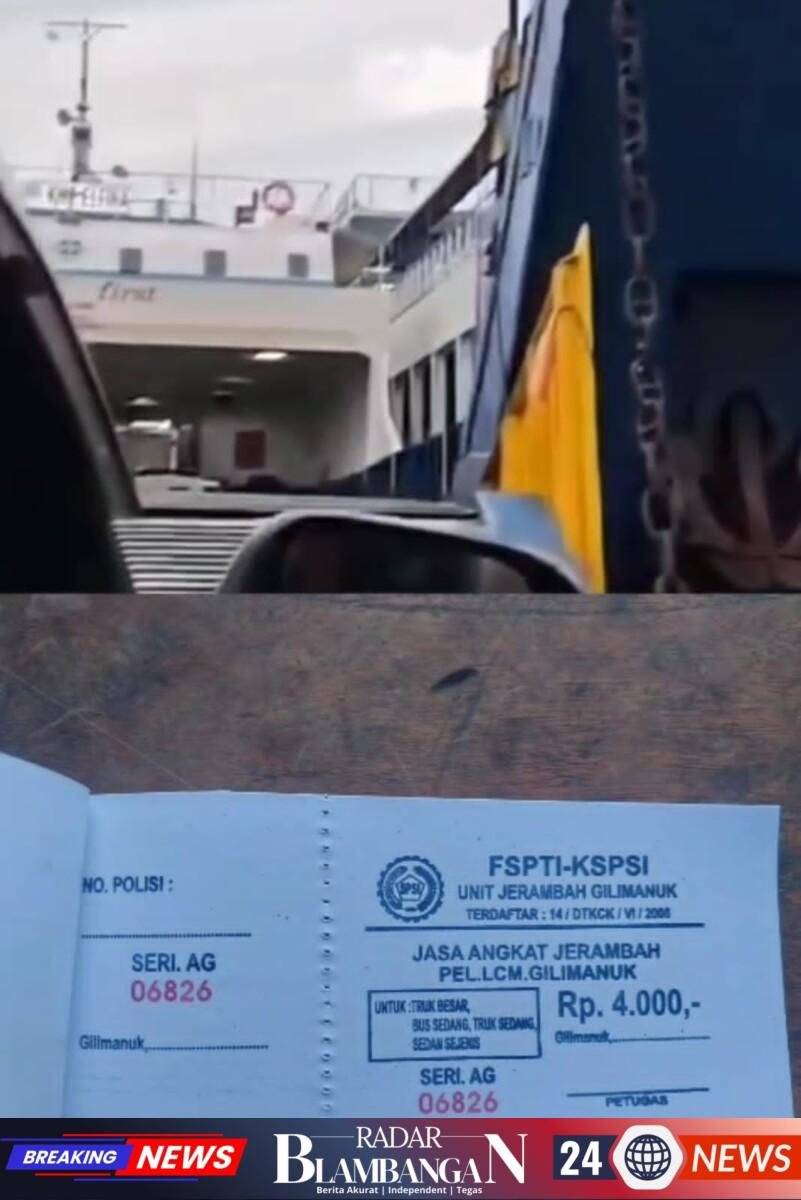 first
NO. POLISI :
SERI. AG
06826
Gilimanuk,
FSPTI-KSPSI
SPSI
UNIT JERAMBAH GILIMANUK
TERDAFTAR : 14 / DTKCK / VI / 2006
JASA ANGKAT JERAMBAH
PEL.LCM.GILIMANUK
UNTUK : TRUK BESAR,
BUS SEDANG, TRUK SEDANG,
SEDAN SEJENIS
Rp. 4.000,-
Gilimanuk,
SERI. AG
06826
PETUGAS
BREAKING NEWS
RADAR
BLAMBANGAN
Berita Akurat | Independent | Tegas
24 NEWS